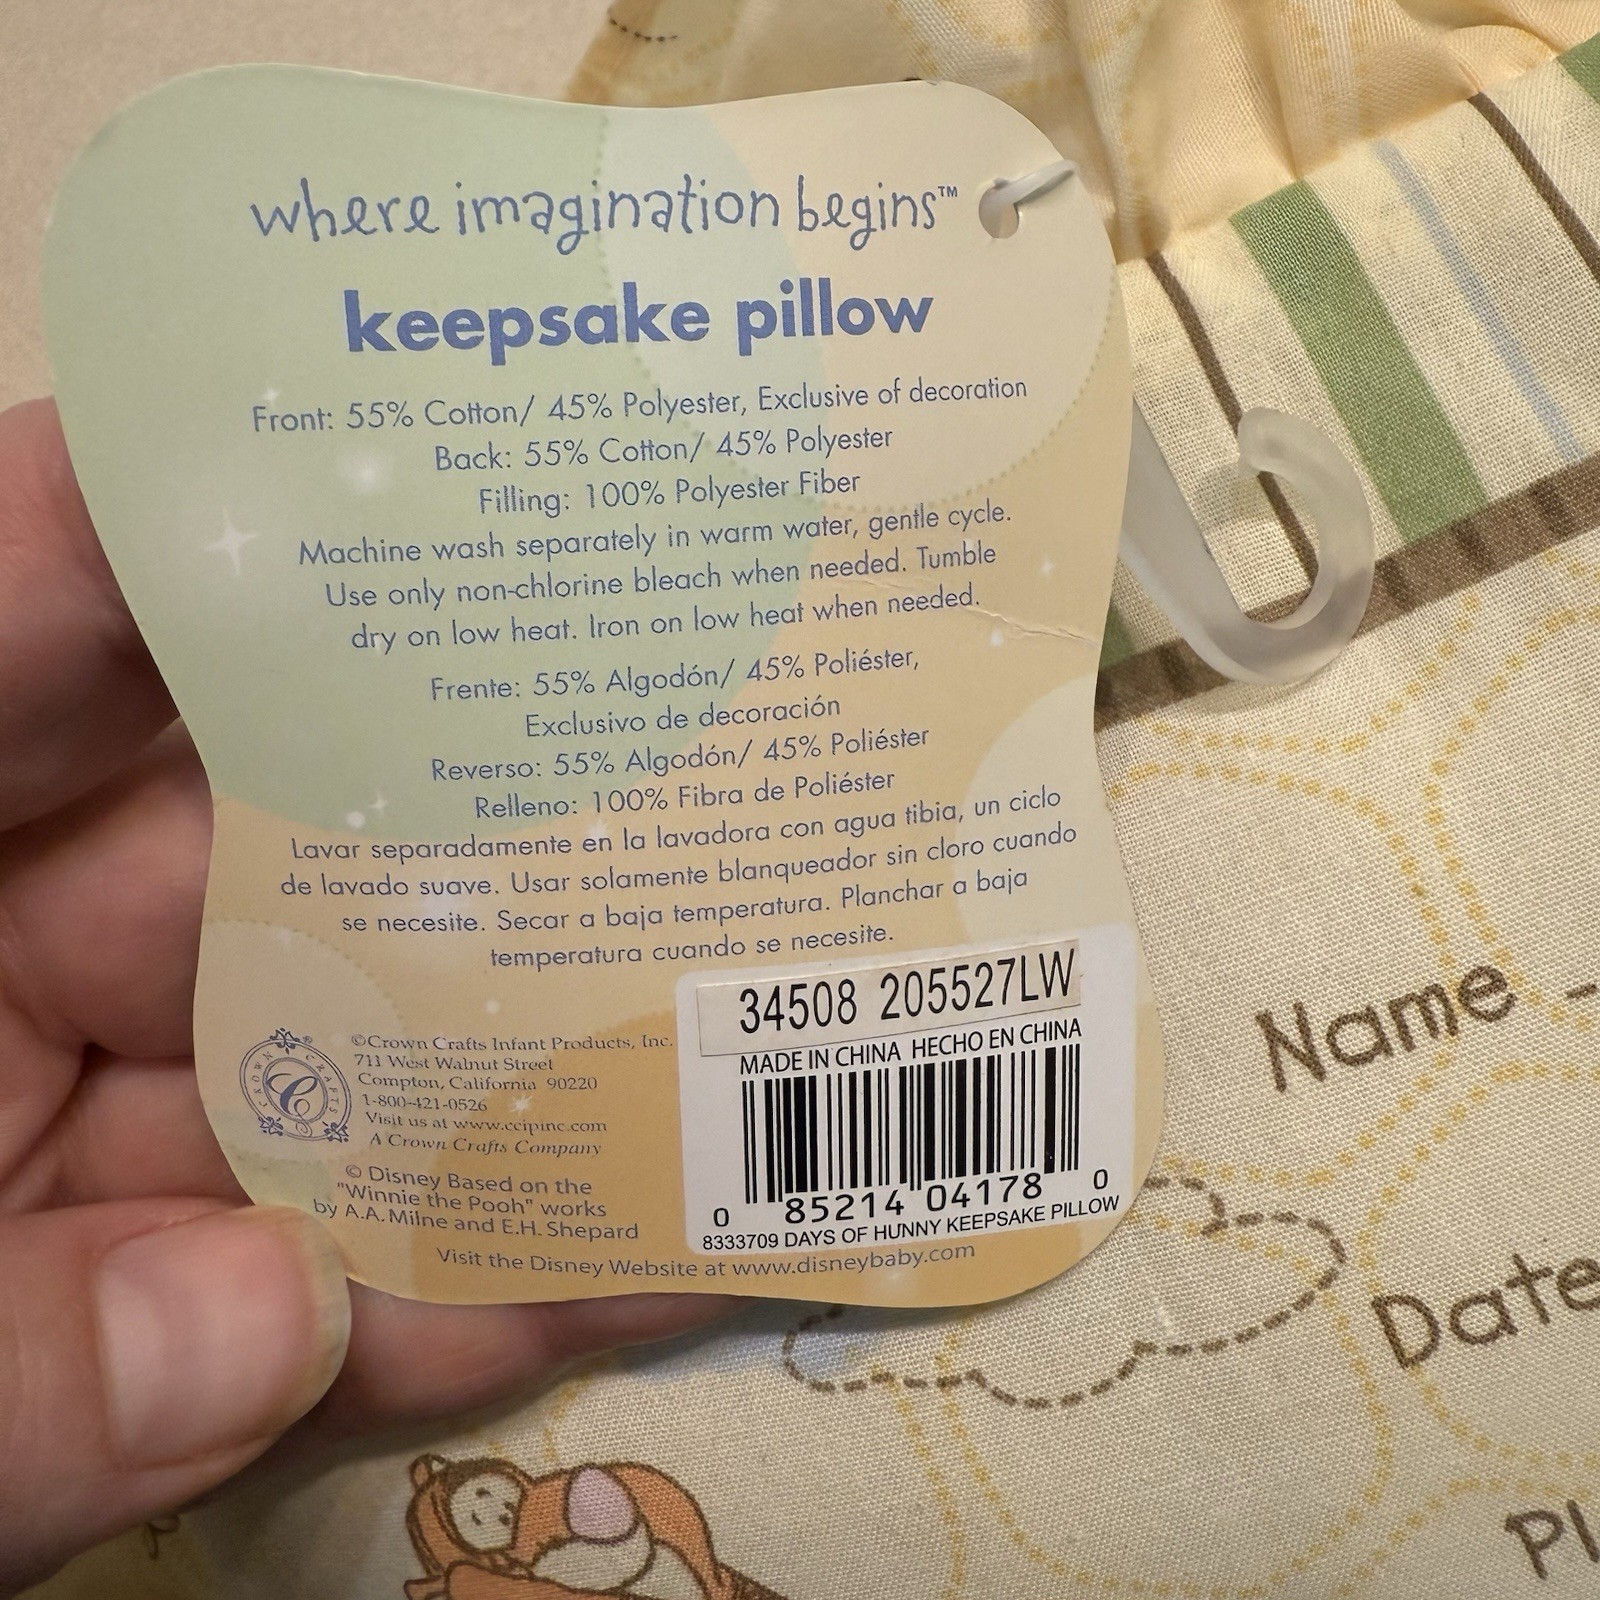 where imagination begins™
keepsake pillow
Front: 55% Cotton/ 45% Polyester, Exclusive of decoration
Back: 55% Cotton/ 45% Polyester
Filling: 100% Polyester Fiber
Machine wash separately in warm water, gentle cycle.
Use only non-chlorine bleach when needed. Tumble
dry on low heat. Iron on low heat when needed.
Frente: 55% Algodón/ 45% Poliéster,
Exclusivo de decoración
Reverso: 55% Algodón/ 45% Poliéster
Relleno: 100% Fibra de Poliéster
Lavar separadamente en la lavadora con agua tibia, un ciclo
de lavado suave. Usar solamente blanqueador sin cloro cuando
se necesite. Secar a baja temperatura. Planchar a baja
temperatura cuando se necesite.
34508 205527LW
MADE IN CHINA HECHO EN CHINA
0 85214 04178 0
8333709 DAYS OF HUNNY KEEPSAKE PILLOW
CROWN CRAFTS ®
C
©Crown Crafts Infant Products, Inc.
711 West Walnut Street
Compton, California 90220
1-800-421-0526
Visit us at www.ccipinc.com
A Crown Crafts Company
© Disney Based on the
"Winnie the Pooh" works
by A.A. Milne and E.H. Shepard
Visit the Disney Website at www.disneybaby.com
Name
Date
Pl